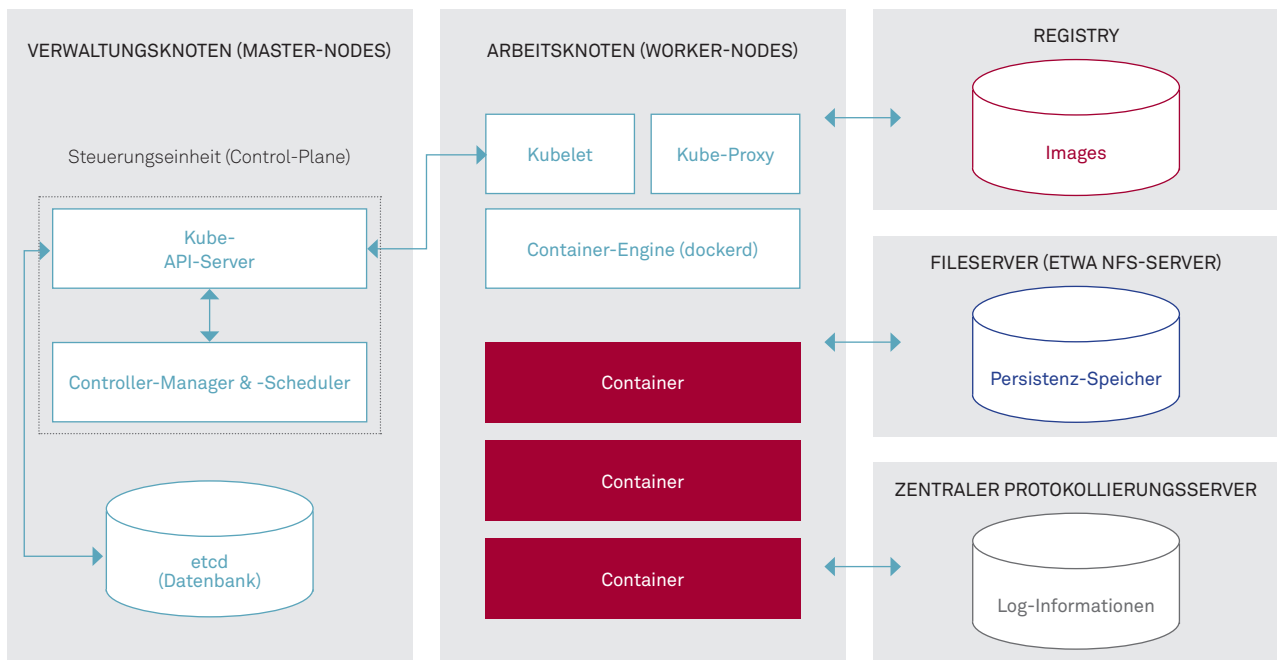 VERWALTUNGSKNOTEN (MASTER-NODES)
Steuerungseinheit (Control-Plane)
Kube-
API-Server
Controller-Manager & -Scheduler
etcd
(Datenbank)
ARBEITSKNOTEN (WORKER-NODES)
Kubelet
Kube-Proxy
Container-Engine (dockerd)
Container
Container
Container
REGISTRY
Images
FILESERVER (ETWA NFS-SERVER)
Persistenz-Speicher
ZENTRALER PROTOKOLLIERUNGSSERVER
Log-Informationen